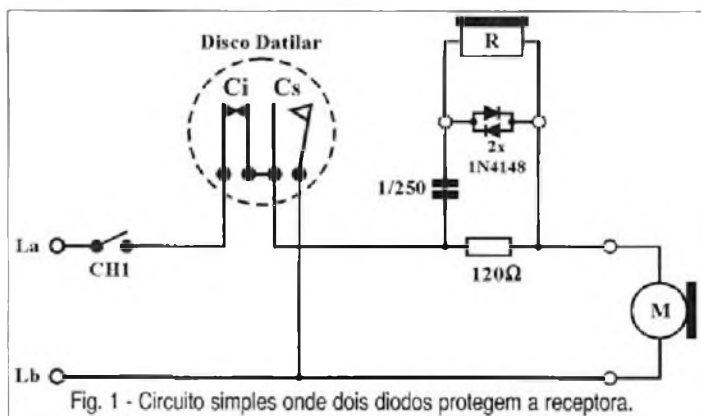 Disco Datilar
Ci Cs
R
2x
1N4148
1/250
La
CH1
120Ω
M
Lb
Fig. 1 - Circuito simples onde dois diodos protegem a receptora.